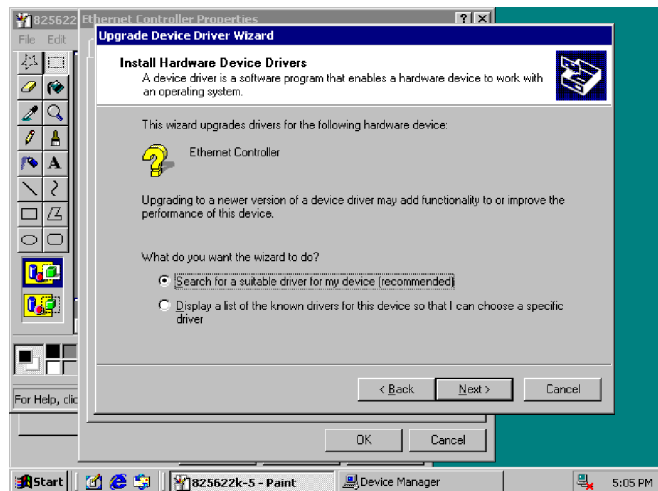 825622
Ethernet Controller Properties
File Edit
Upgrade Device Driver Wizard
Install Hardware Device Drivers
A device driver is a software program that enables a hardware device to work with
an operating system.
This wizard upgrades drivers for the following hardware device:
Ethernet Controller
Upgrading to a newer version of a device driver may add functionality to or improve the
performance of this device.
What do you want the wizard to do?
Search for a suitable driver for my device (recommended)
Display a list of the known drivers for this device so that I can choose a specific
driver
A
< Back Next > Cancel
For Help, clic
OK Cancel
Start 825622k-5 - Paint Device Manager 5:05 PM